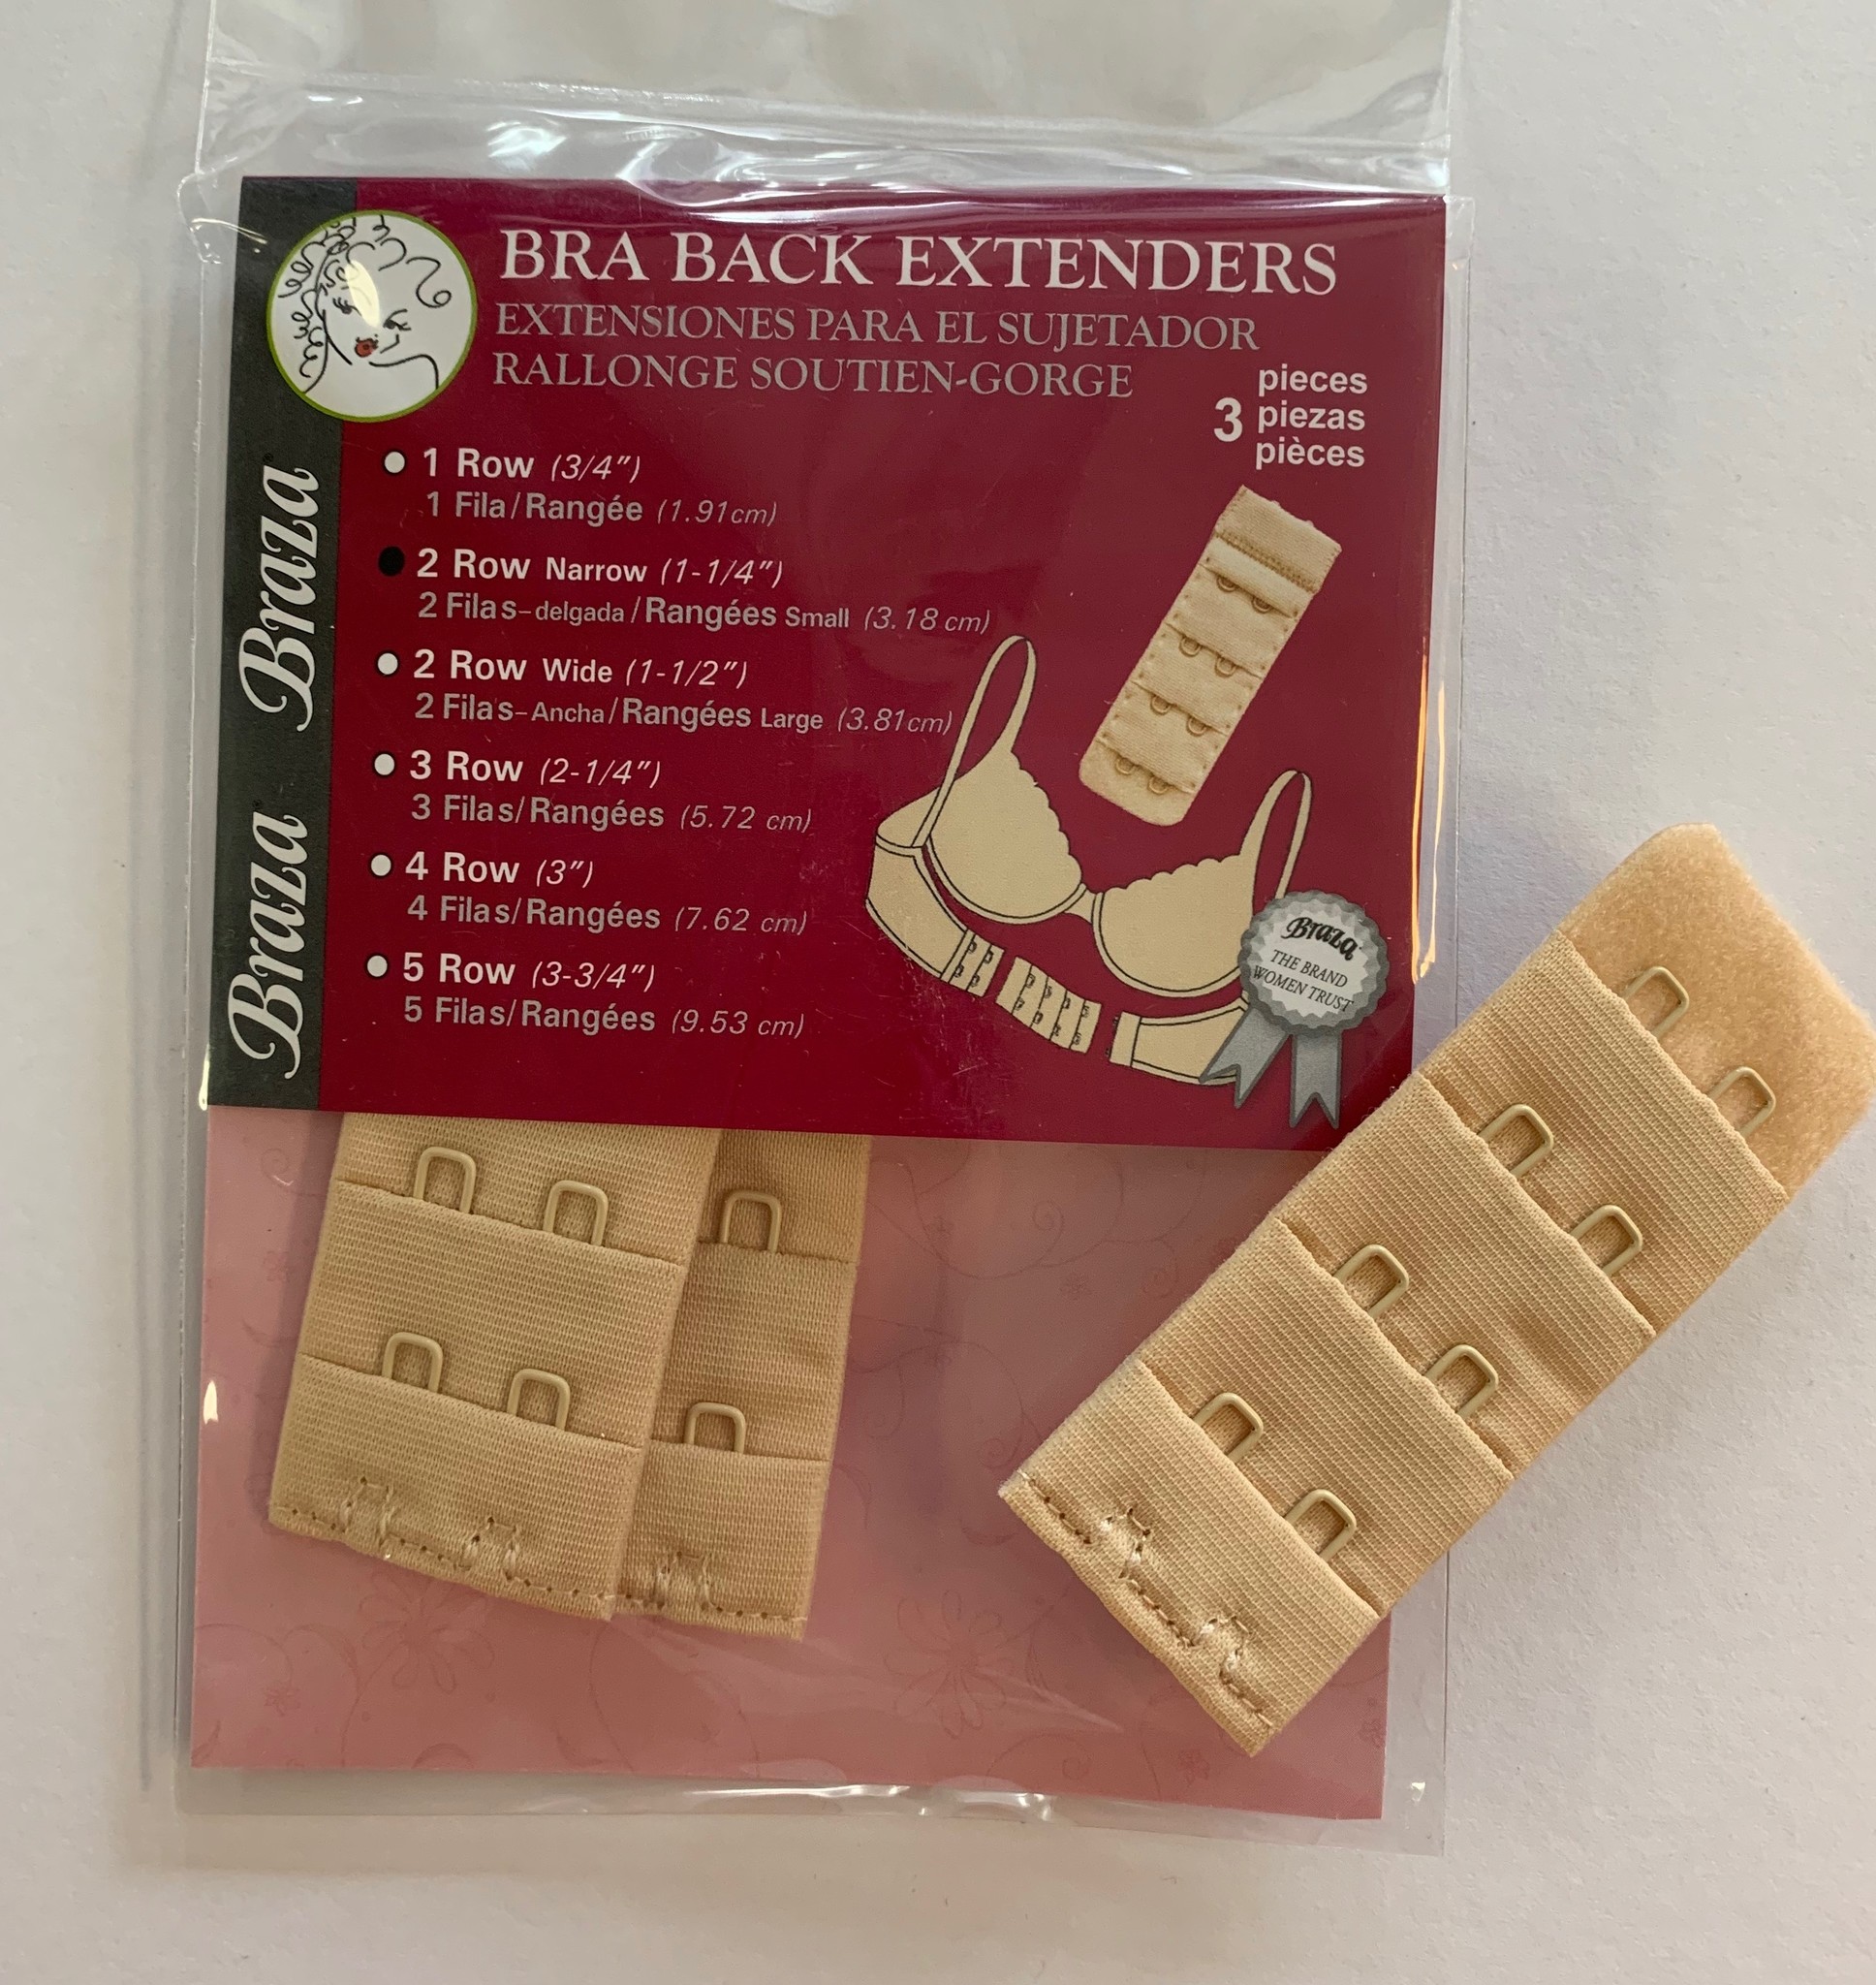 BRA BACK EXTENDERS
EXTENSIONES PARA EL SUJETADOR
RALLONGE SOUTIEN-GORGE
3 pieces
piezas
pièces
1 Row (3/4")
1 Fila/Rangée (1.91cm)
2 Row Narrow (1-1/4")
2 Filas-delgada/Rangées Small (3.18 cm)
2 Row Wide (1-1/2")
2 Filas-Ancha/Rangées Large (3.81cm)
3 Row (2-1/4")
3 Filas/Rangées (5.72 cm)
4 Row (3")
4 Filas/Rangées (7.62 cm)
5 Row (3-3/4")
5 Filas/Rangées (9.53 cm)
Braza
Braza
Braza
THE BRAND
WOMEN TRUST